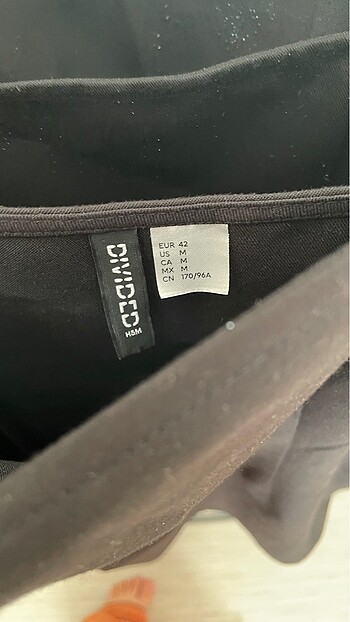 DIVIDED
H&M
EUR 42
US M
CA M
MX M
CN 170/96A